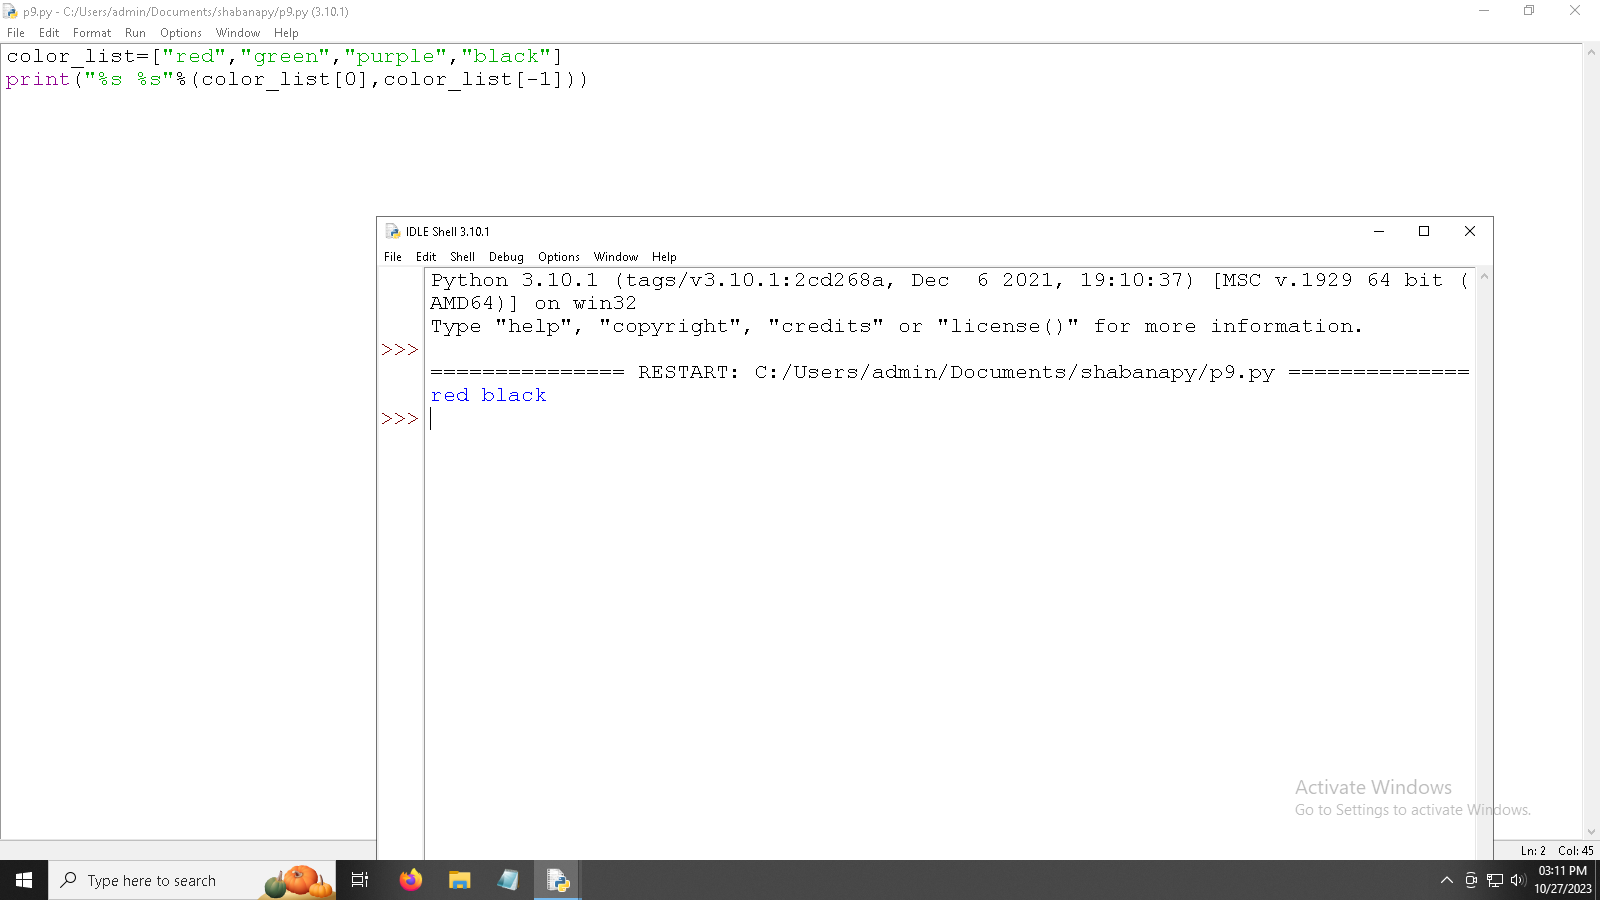 p9.py - C:/Users/admin/Documents/shabanapy/p9.py (3.10.1)
File Edit Format Run Options Window Help
color_list=["red","green","purple","black"]
print("%s %s"%(color_list[0],color_list[-1]))
IDLE Shell 3.10.1
File Edit Shell Debug Options Window Help
Python 3.10.1 (tags/v3.10.1:2cd268a, Dec  6 2021, 19:10:37) [MSC v.1929 64 bit (
AMD64)] on win32
Type "help", "copyright", "credits" or "license()" for more information.
>>>
=============== RESTART: C:/Users/admin/Documents/shabanapy/p9.py ==============
red black
>>>
Activate Windows
Go to Settings to activate Windows.
Ln: 2 Col: 45
Type here to search
03:11 PM
10/27/2023